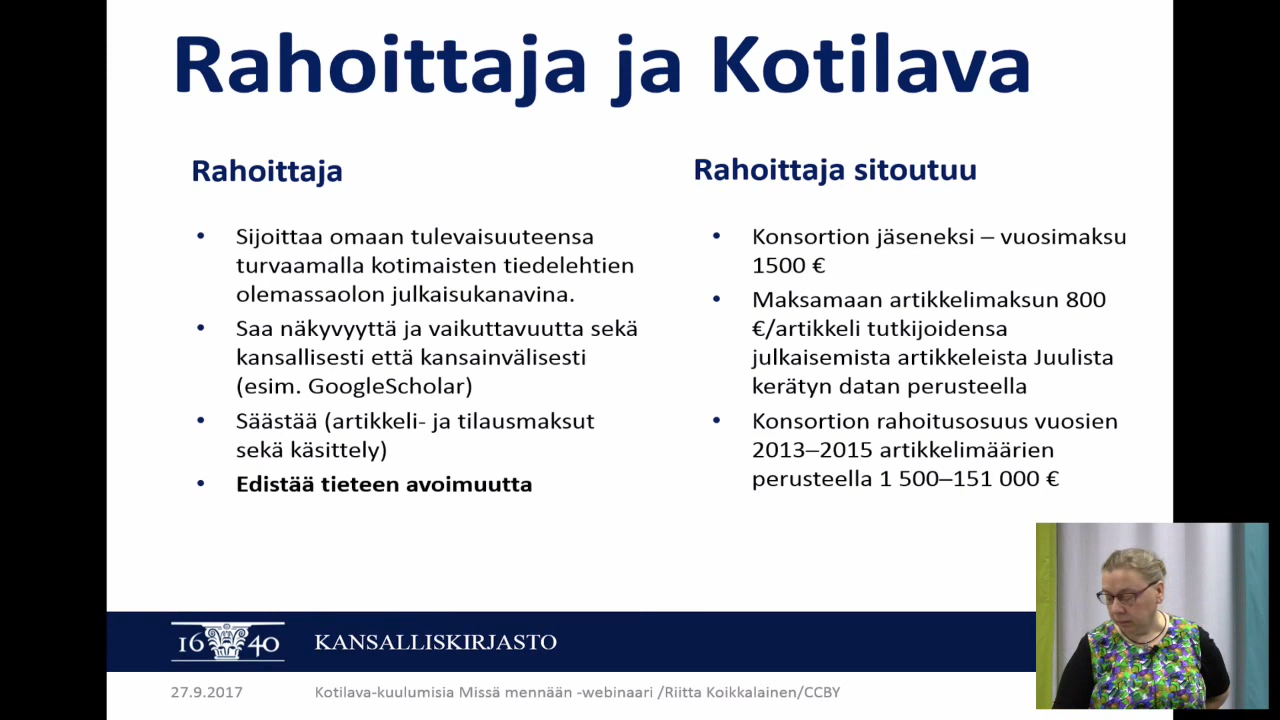 Rahoittaja ja Kotilava
Rahoittaja
• Sijoittaa omaan tulevaisuuteensa
turvaamalla kotimaisten tiedelehtien
olemassaolon julkaisukanavina.
• Saa näkyvyyttä ja vaikuttavuutta sekä
kansallisesti että kansainvälisesti
(esim. GoogleScholar)
• Säästää (artikkeli- ja tilausmaksut
sekä käsittely)
• Edistää tieteen avoimuutta
Rahoittaja sitoutuu
• Konsortion jäseneksi – vuosimaksu
1500 €
• Maksamaan artikkelimaksun 800
€/artikkeli tutkijoidensa
julkaisemista artikkeleista Juulista
kerätyn datan perusteella
• Konsortion rahoitusosuus vuosien
2013–2015 artikkelimäärien
perusteella 1 500–151 000 €
1640 KANSALLISKIRJASTO
27.9.2017 Kotilava-kuulumisia Missä mennään -webinaari /Riitta Koikkalainen/CCBY